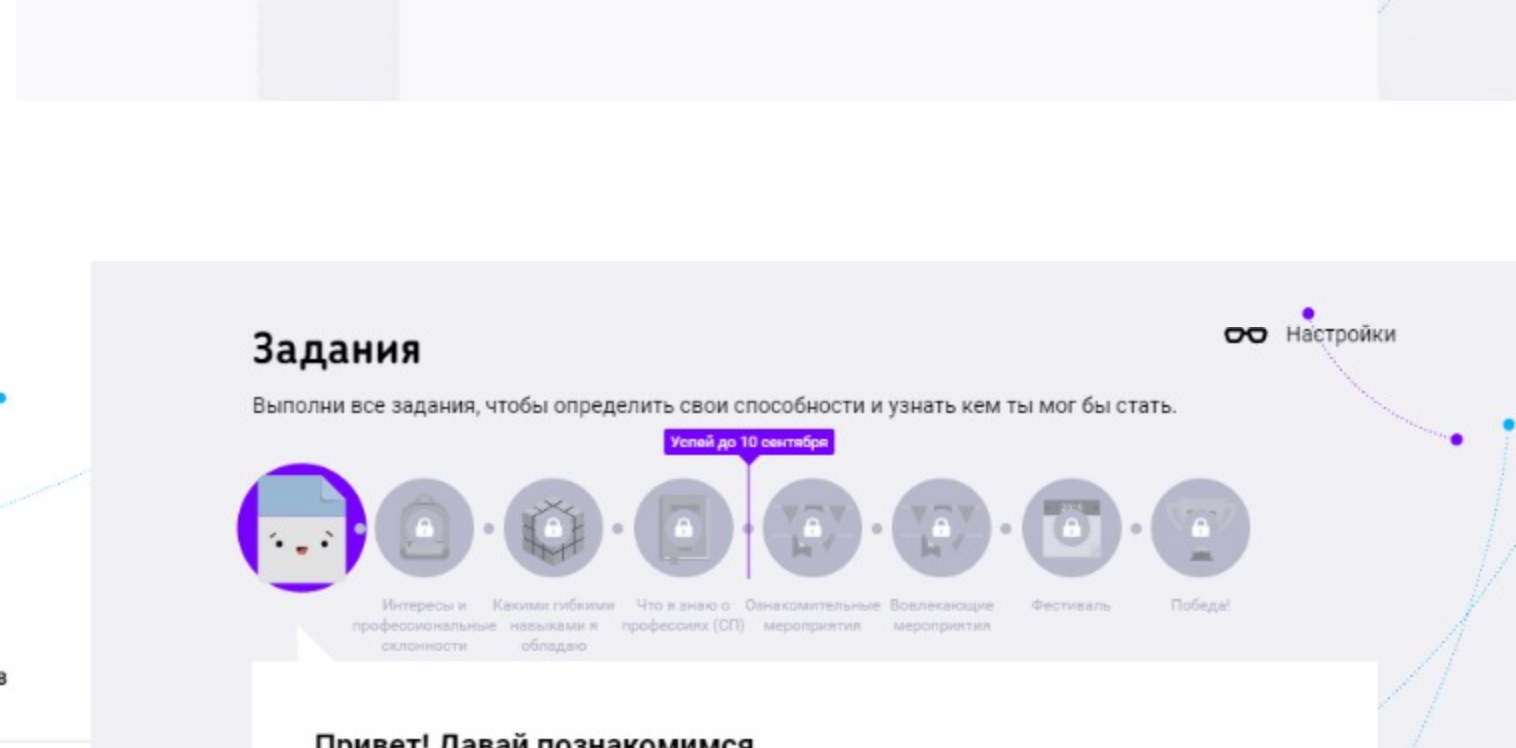 Задания
Настройки
Выполни все задания, чтобы определить свои способности и узнать кем ты мог бы стать.
Успей до 10 сентября
Интересы и
профессиональные
склонности
Какими гибкими
навыками я
обладаю
Что я знаю о
профессиях (СП)
Ознакомительные
мероприятия
Вовлекающие
мероприятия
Фестиваль
Победа!
в
Привет! Давай познакомимся